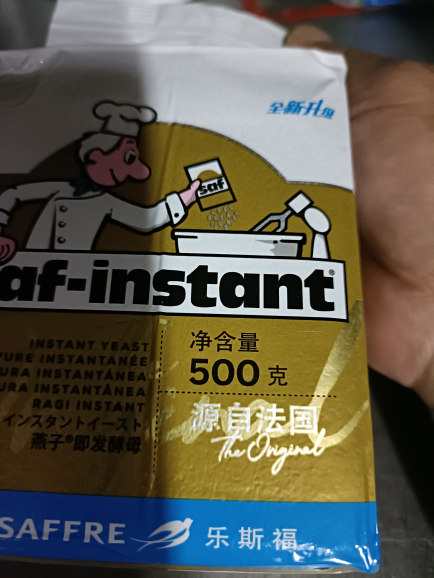 全新升级
saf
af-instant®
INSTANT YEAST
VURE INSTANTANÉE
URA INSTANTÁNEA
URA INSTANTÂNEA
RAGI INSTANT
インスタントイースト
燕子®即发酵母
净含量
500克
源自法国
The Original
SAFFRE
乐斯福